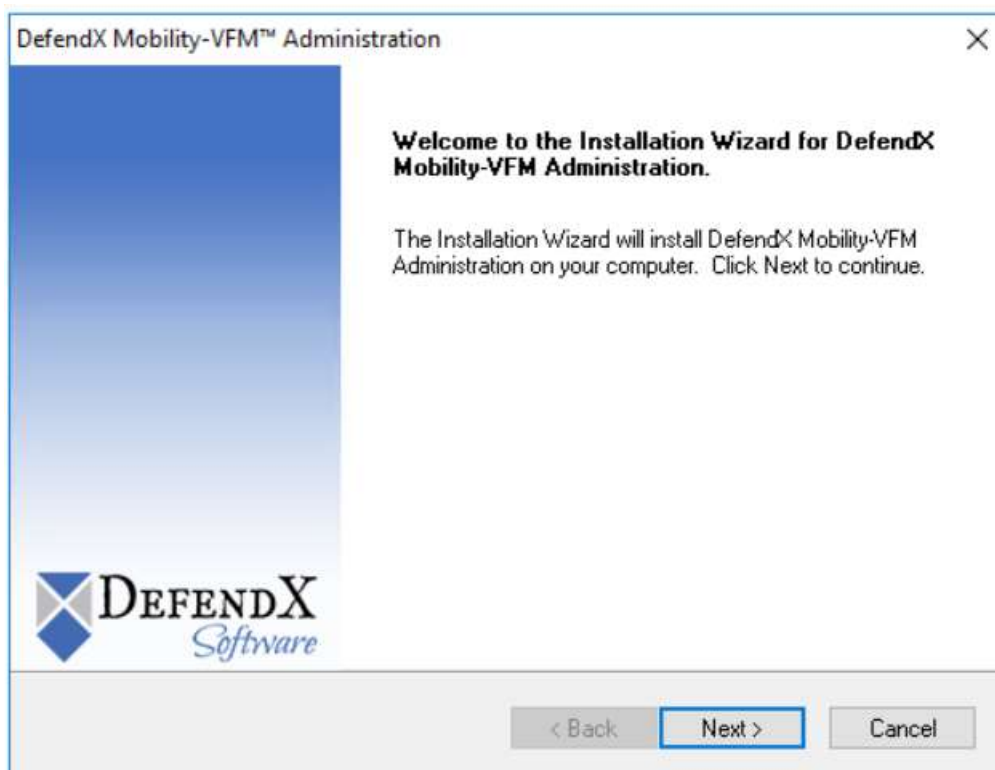 DefendX Mobility-VFM™ Administration
Welcome to the Installation Wizard for DefendX
Mobility-VFM Administration.
The Installation Wizard will install DefendX Mobility-VFM
Administration on your computer.  Click Next to continue.
DEFENDX
Software
< Back
Next >
Cancel